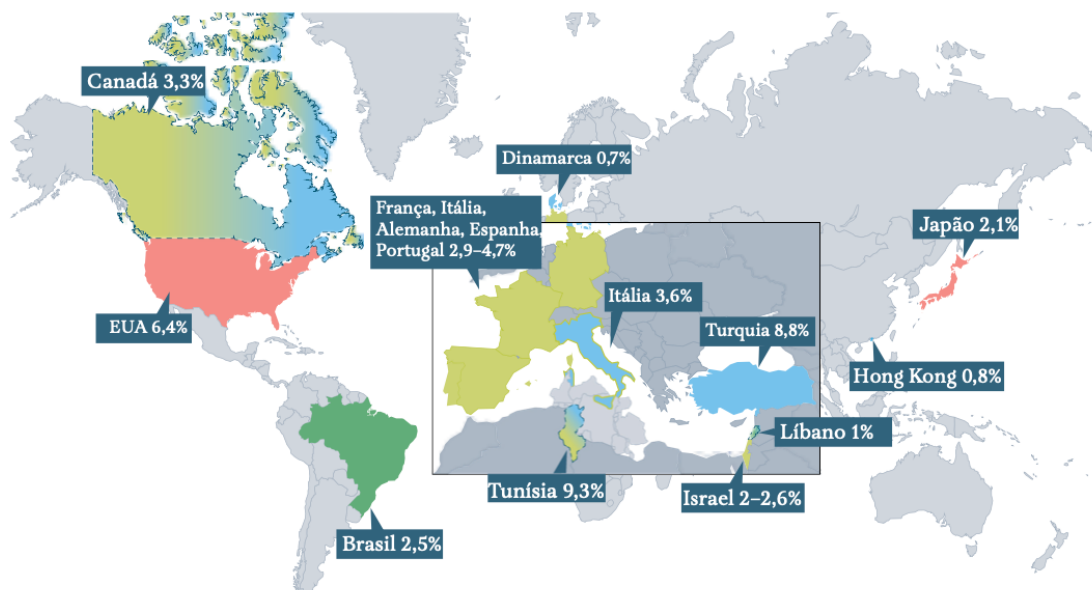 Canadá 3,3%
Dinamarca 0,7%
França, Itália,
Alemanha, Espanha,
Portugal 2,9–4,7%
Japão 2,1%
Itália 3,6%
EUA 6,4%
Turquia 8,8%
Hong Kong 0,8%
Líbano 1%
Tunísia 9,3%
Israel 2–2,6%
Brasil 2,5%